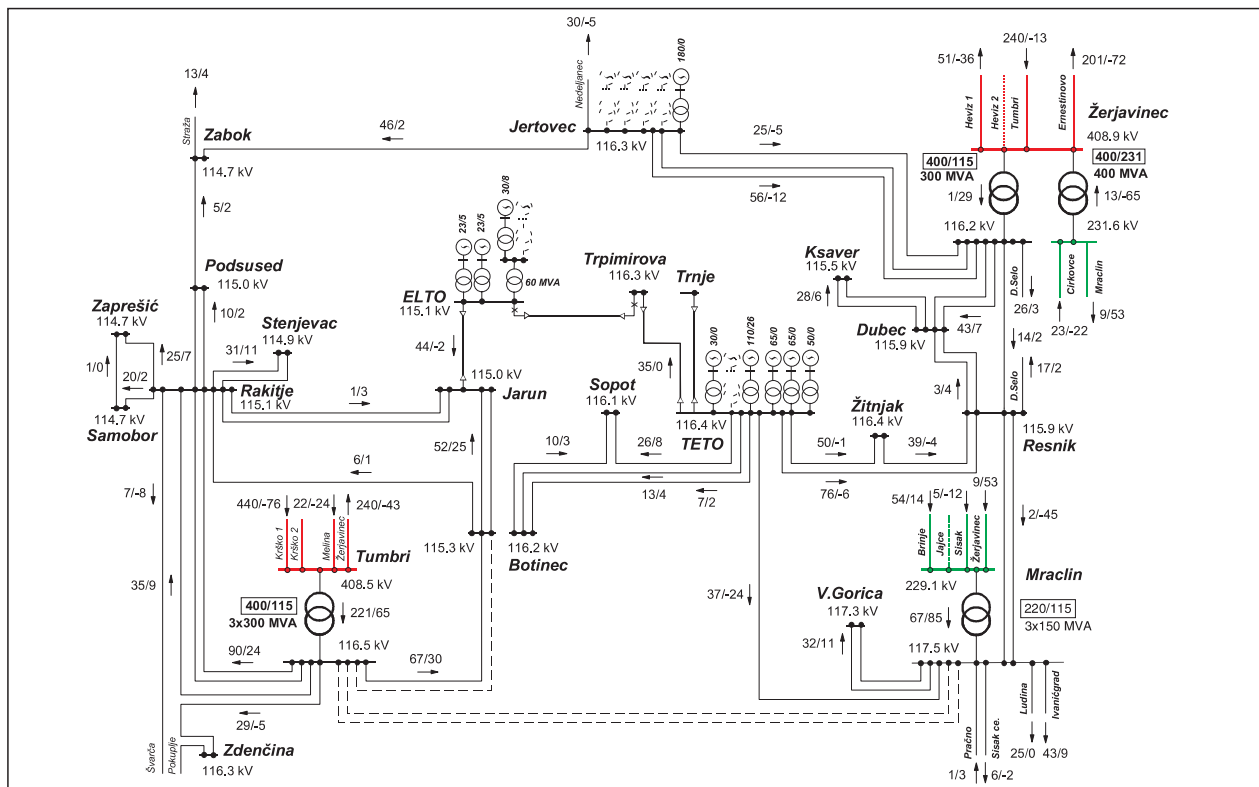 30/-5
13/4
Straža
Zabok
114.7 kV
46/2
Nedeljanec
180/0
Jertovec
116.3 kV
25/-5
56/-12
51/-36
240/-13
201/-72
Heviz 1
Heviz 2
Tumbri
Ernestinovo
Žerjavinec
408.9 kV
400/115
300 MVA
400/231
400 MVA
1/29
13/-65
116.2 kV
231.6 kV
Cirkovce
Mraclin
23/-22
9/53
D.Selo
26/3
5/2
Podsused
115.0 kV
10/2
Zaprešić
114.7 kV
1/0
20/2
25/7
Samobor
114.7 kV
Stenjevac
114.9 kV
31/11
Rakitje
115.1 kV
1/3
23/5
23/5
30/8
60 MVA
ELTO
115.1 kV
44/-2
115.0 kV
Jarun
52/25
6/1
Trpimirova
116.3 kV
Trnje
35/0
Ksaver
115.5 kV
28/6
Dubec
115.9 kV
43/7
14/2
17/2
D.Selo
3/4
Resnik
115.9 kV
30/0
110/26
65/0
65/0
50/0
116.4 kV
TETO
Sopot
116.1 kV
10/3
26/8
13/4
7/2
Žitnjak
116.4 kV
50/-1
39/-4
76/-6
7/-8
35/9
440/-76
22/-24
240/-43
Krško 1
Krško 2
Melina
Žerjavinec
Tumbri
408.5 kV
400/115
3x300 MVA
221/65
116.5 kV
90/24
67/30
29/-5
115.3 kV
116.2 kV
Botinec
37/-24
2/-45
54/14
5/-12
9/53
Brinje
Jajce
Sisak
Žerjavinec
229.1 kV
Mraclin
220/115
3x150 MVA
67/85
117.5 kV
V.Gorica
117.3 kV
32/11
Švarča
Pokuplje
Zdenčina
116.3 kV
Pračno
Sisak ce.
1/3
6/-2
Ludina
Ivanićgrad
25/0
43/9